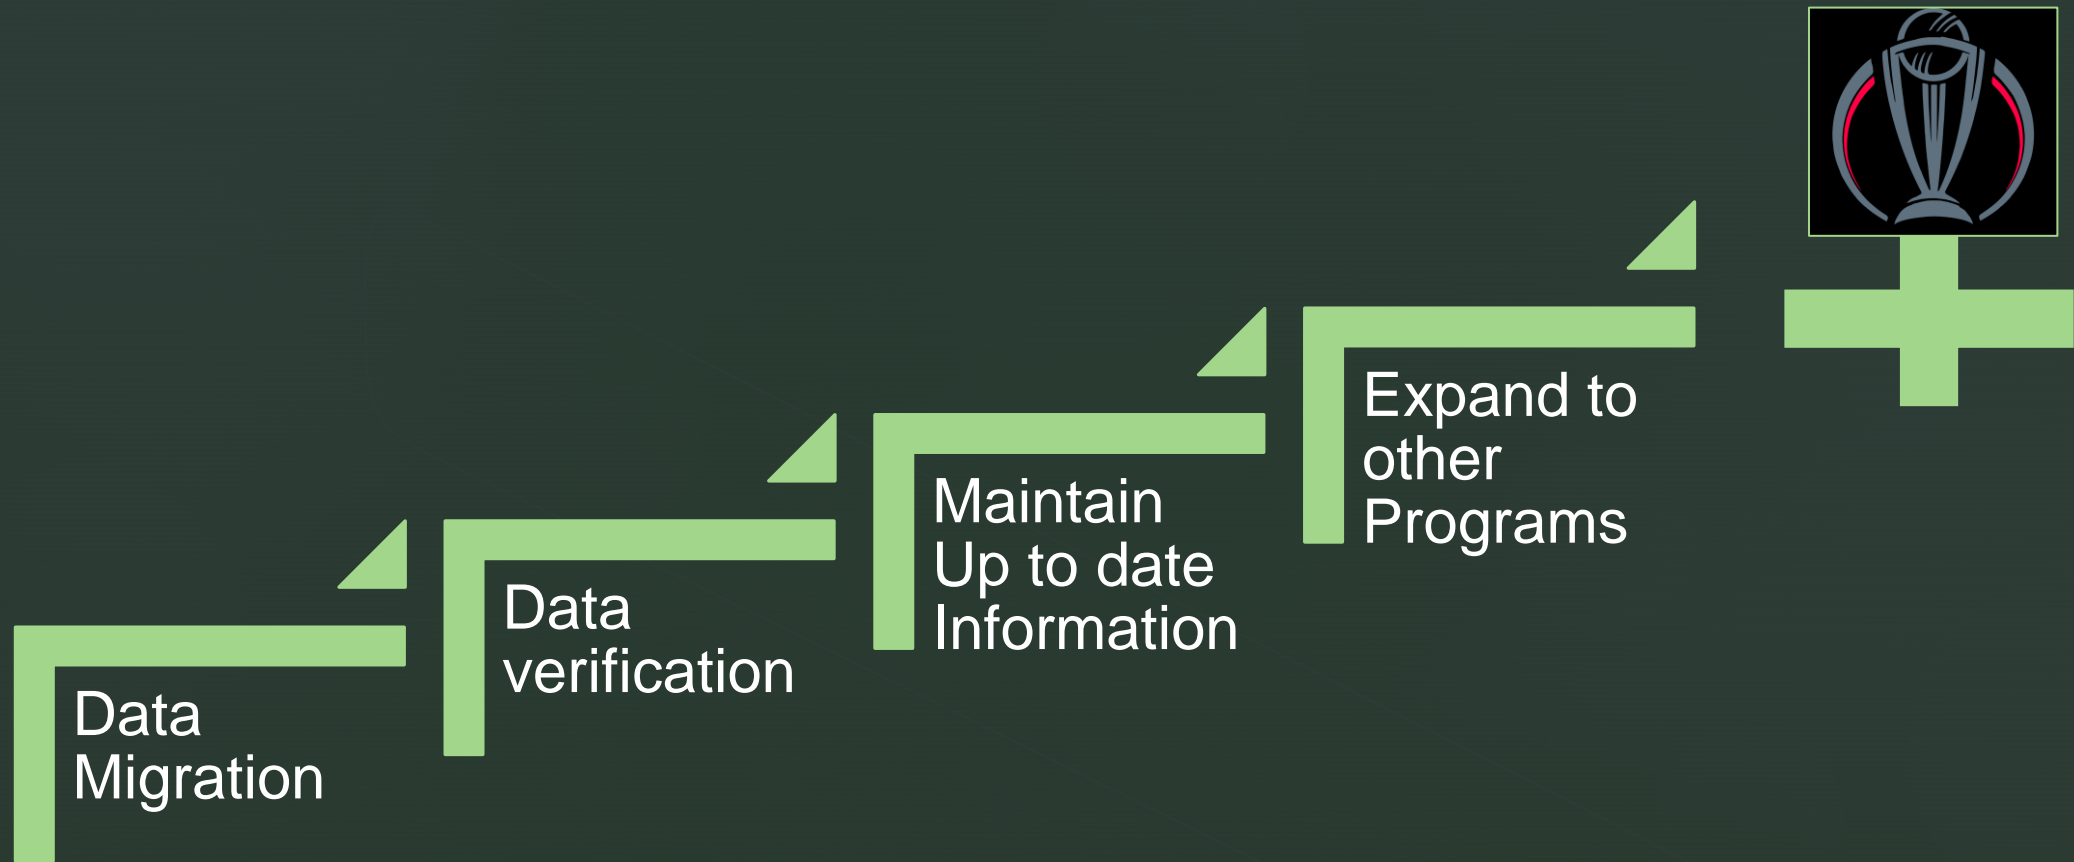 Data
Migration
Data
verification
Maintain
Up to date
Information
Expand to
other
Programs